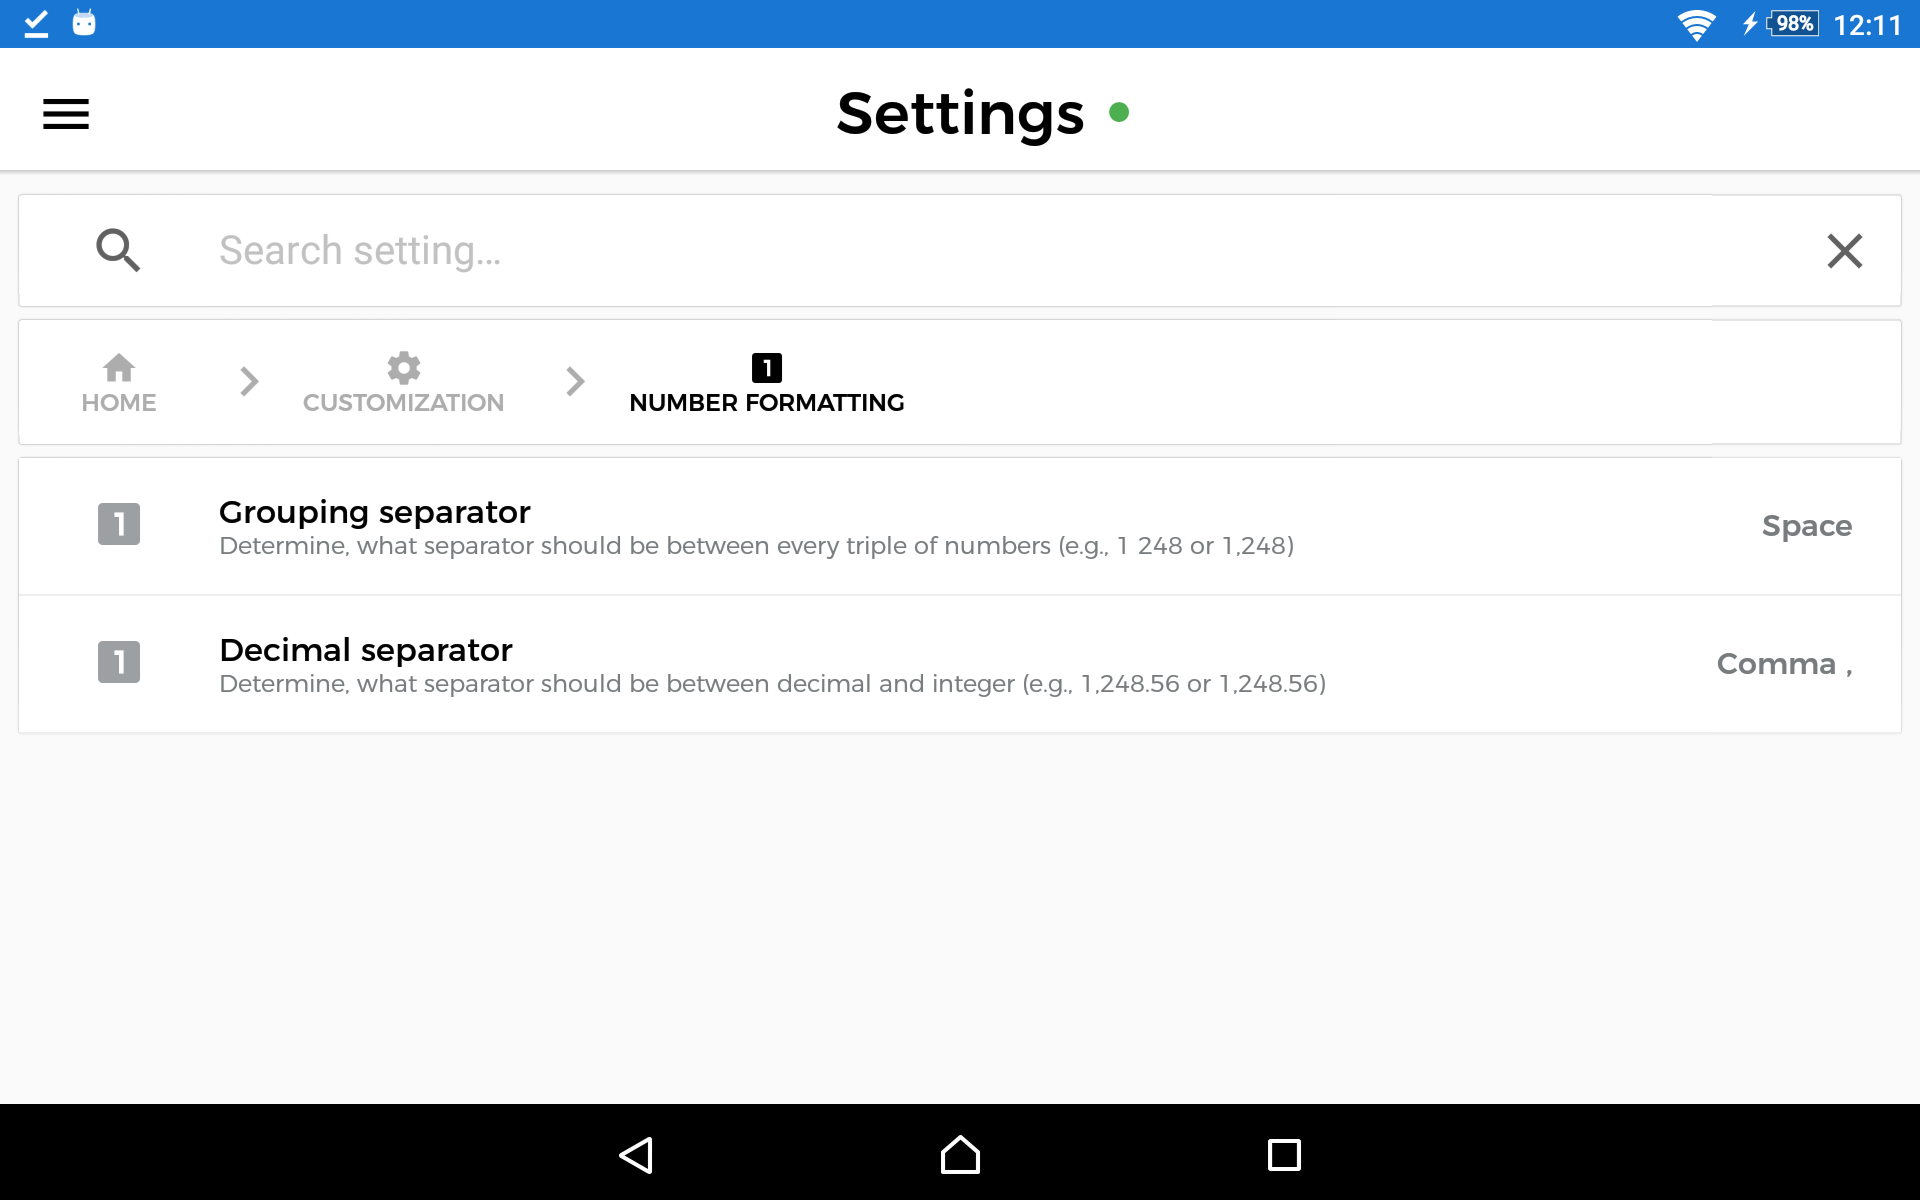 98% 12:11
Settings
Search setting...
HOME CUSTOMIZATION 1 NUMBER FORMATTING
1 Grouping separator
Determine, what separator should be between every triple of numbers (e.g., 1 248 or 1,248)
Space
1 Decimal separator
Determine, what separator should be between decimal and integer (e.g., 1,248.56 or 1,248.56)
Comma ,